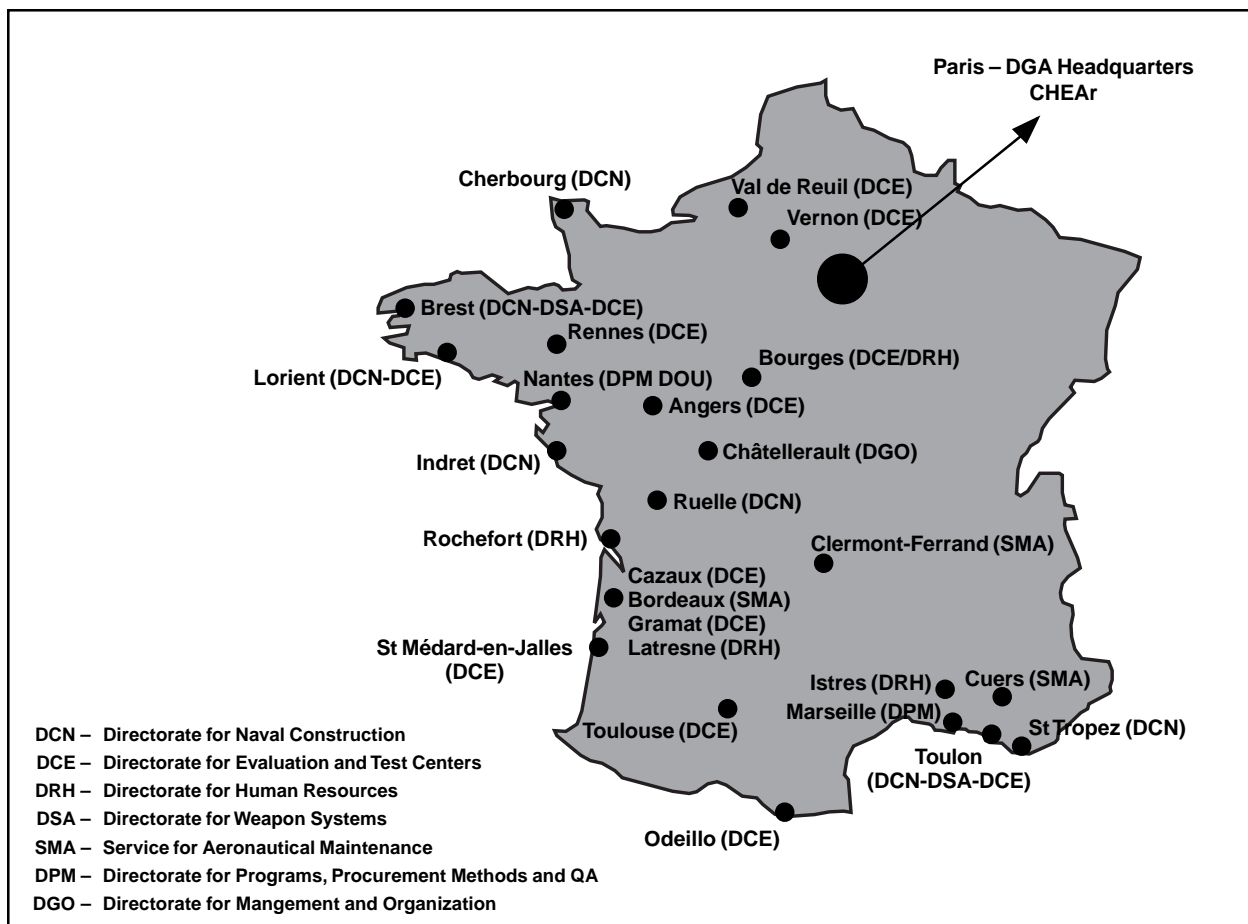 Paris – DGA Headquarters
CHEAr
Cherbourg (DCN)
Val de Reuil (DCE)
Vernon (DCE)
Brest (DCN-DSA-DCE)
Rennes (DCE)
Bourges (DCE/DRH)
Lorient (DCN-DCE)
Nantes (DPM DOU)
Angers (DCE)
Indret (DCN)
Châtellerault (DGO)
Ruelle (DCN)
Rochefort (DRH)
Clermont-Ferrand (SMA)
Cazaux (DCE)
Bordeaux (SMA)
Gramat (DCE)
Latresne (DRH)
St Médard-en-Jalles
(DCE)
Istres (DRH)
Cuers (SMA)
Marseille (DPM)
Toulouse (DCE)
St Tropez (DCN)
Toulon
(DCN-DSA-DCE)
Odeillo (DCE)
DCN – Directorate for Naval Construction
DCE – Directorate for Evaluation and Test Centers
DRH – Directorate for Human Resources
DSA – Directorate for Weapon Systems
SMA – Service for Aeronautical Maintenance
DPM – Directorate for Programs, Procurement Methods and QA
DGO – Directorate for Mangement and Organization